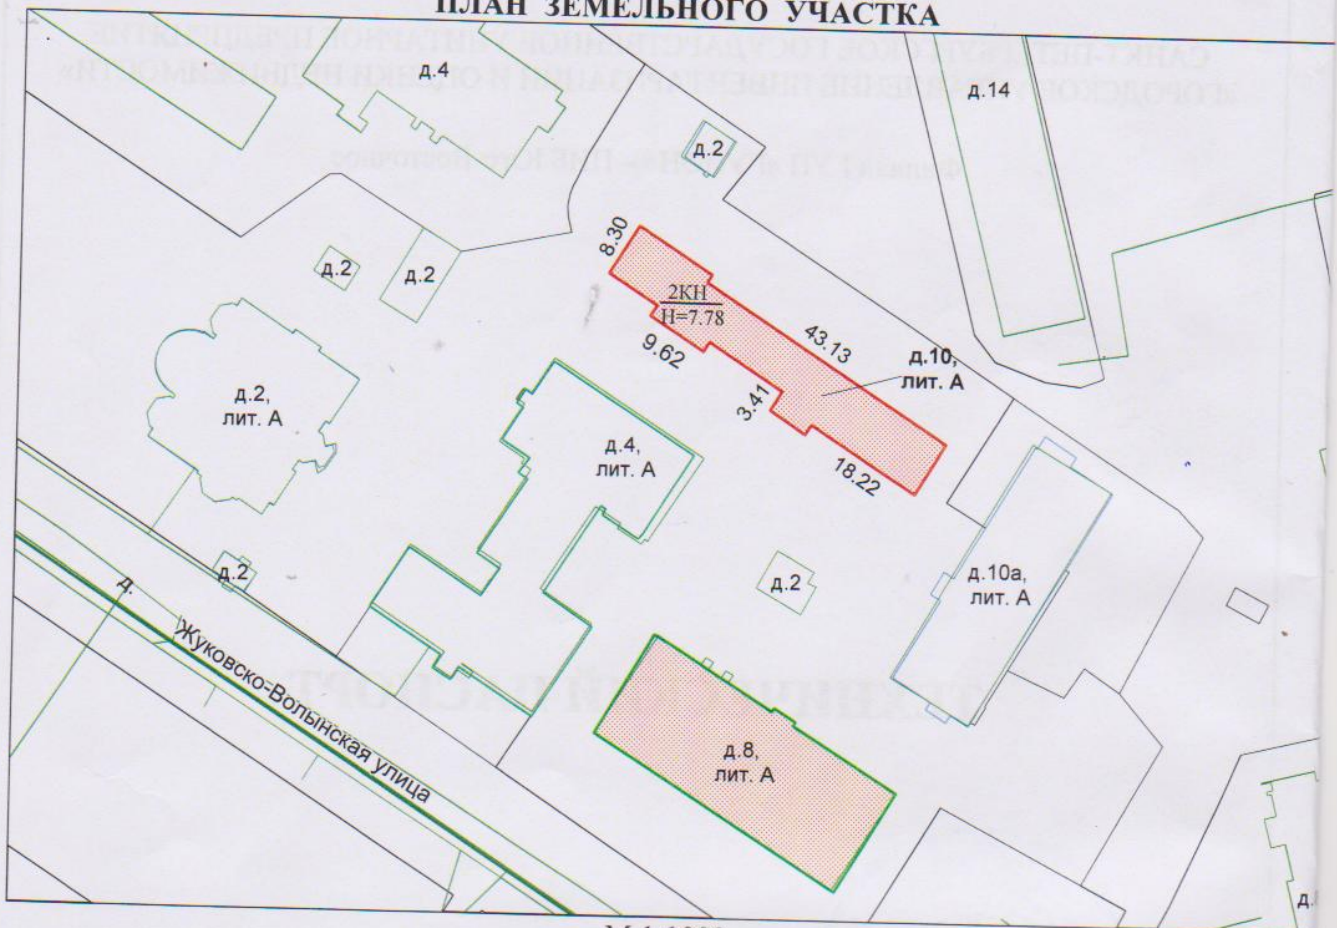 ПЛАН ЗЕМЕЛЬНОГО УЧАСТКА
д.4
д.14
д.2
8.30
д.2
д.2
2КН
Н=7.78
43.13
9.62
д.10,
лит. А
д.2,
лит. А
3.41
д.4,
лит. А
18.22
д.2
д.2
д.10а,
лит. А
д.
Жуковско-Волынская улица
д.8,
лит. А